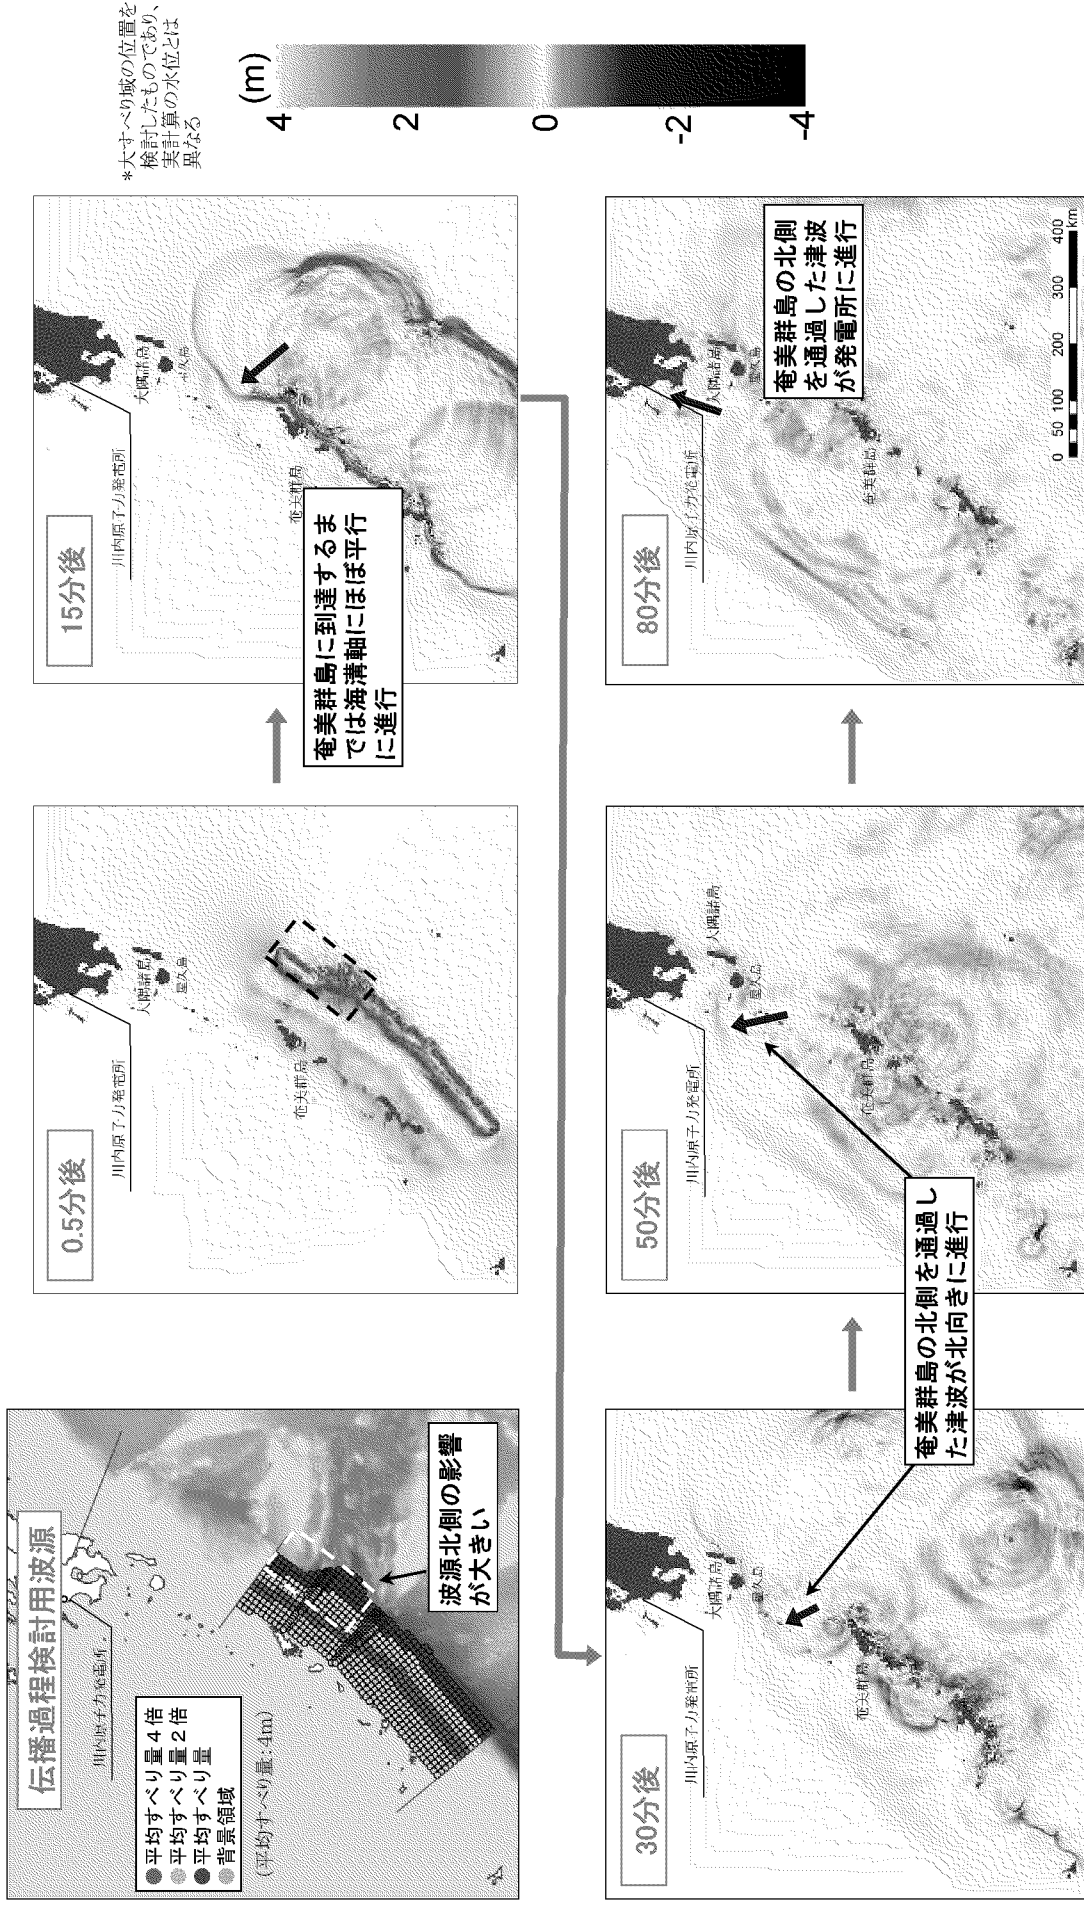 伝播過程検討用波源
川内原子力発電所
●平均すべり量4倍
●平均すべり量2倍
●平均すべり量
●背景領域
(平均すべり量:4m)
波源北側の影響
が大きい
0.5分後
川内原子力発電所
大隅諸島
屋久島
奄美群島
15分後
川内原子力発電所
大隅諸島
屋久島
奄美群島
奄美群島に到達するま
では海溝軸にほぼ平行
に進行
*大すべり域の位置を
検討したものであり、
実計算の水位とは
異なる
(m)
4
2
0
-2
-4
30分後
川内原子力発電所
大隅諸島
屋久島
奄美群島
奄美群島の北側を通過し
た津波が北向きに進行
50分後
川内原子力発電所
大隅諸島
屋久島
奄美群島
80分後
川内原子力発電所
大隅諸島
屋久島
奄美群島
奄美群島の北側
を通過した津波
が発電所に進行
0 50 100 200 300 400
km